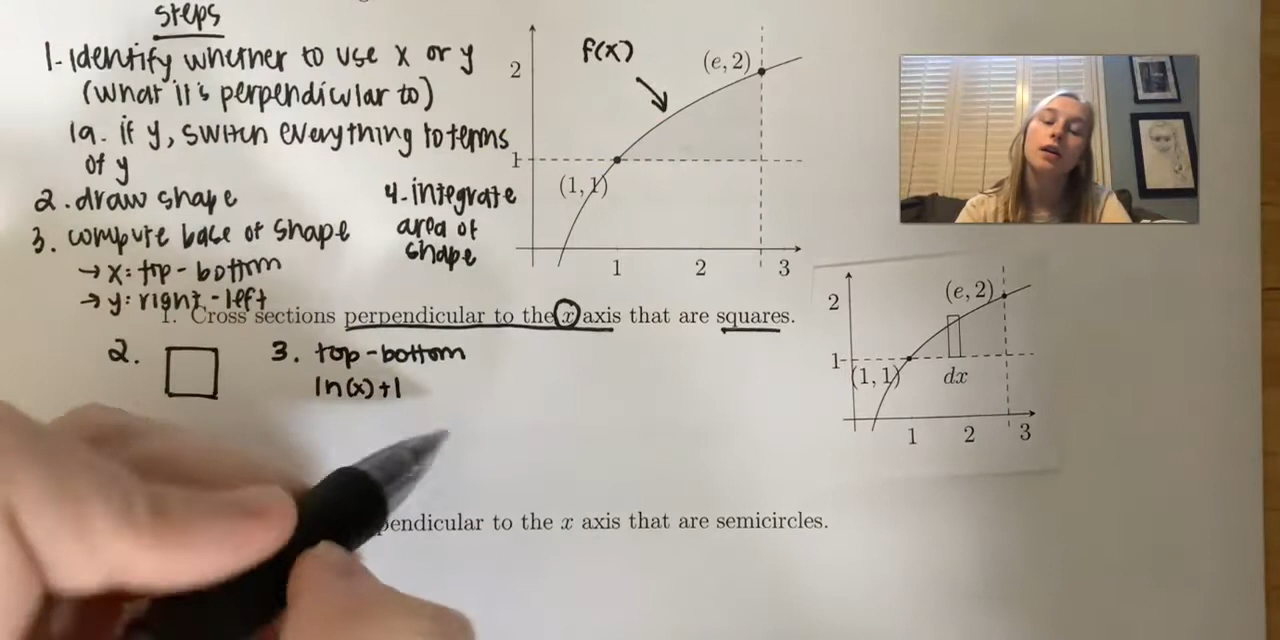 steps
1- Identify whether to use x or y
(what it's perpendicular to)
1a. if y, switch everything to terms
of y
2. draw shape
3. compute base of shape
→ x: top - bottom
→ y: right - left
4- integrate
area of
shape
f(x)
(e, 2)
2
1
(1, 1)
1 2 3
1. Cross sections perpendicular to the x axis that are squares.
2.
3. top - bottom
ln(x)+1
(e, 2)
2
1
(1, 1)
dx
1 2 3
pendicular to the x axis that are semicircles.